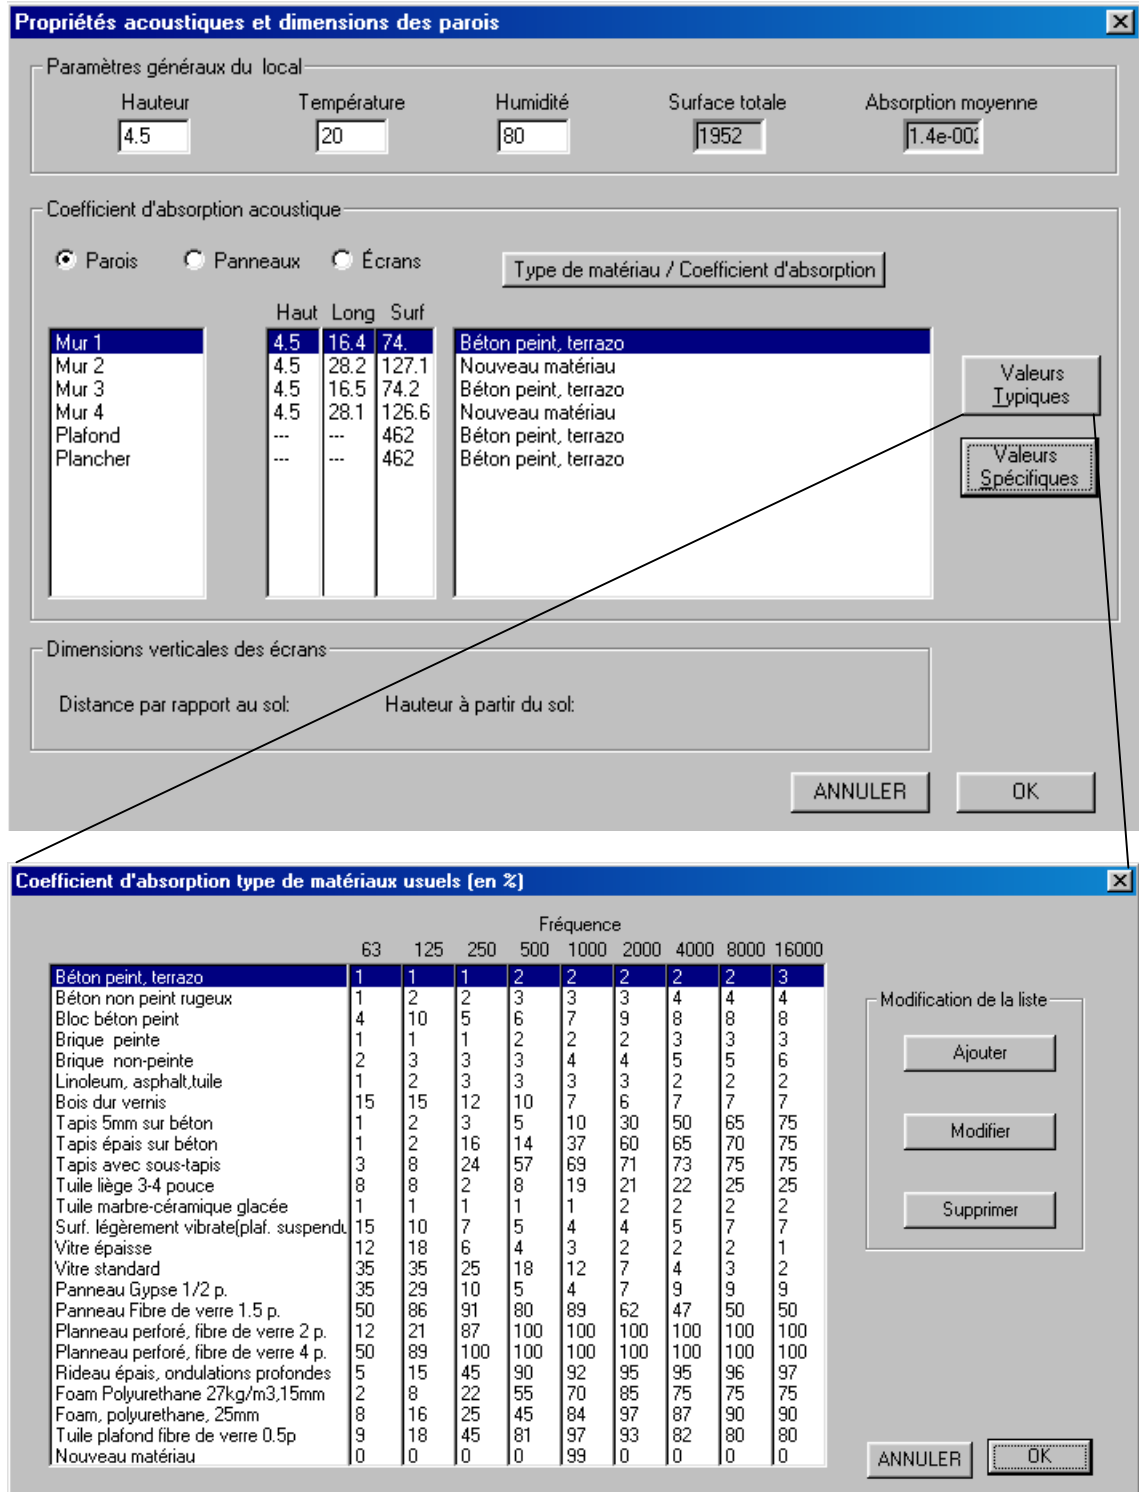 Propriétés acoustiques et dimensions des parois
Paramètres généraux du local
Hauteur Température Humidité Surface totale Absorption moyenne
4.5 20 80 1952 1.4e-002
Coefficient d'absorption acoustique
Parois Panneaux Écrans Type de matériau / Coefficient d'absorption
Haut Long Surf
Mur 1 4.5 16.4 74. Béton peint, terrazo
Mur 2 4.5 28.2 127.1 Nouveau matériau
Mur 3 4.5 16.5 74.2 Béton peint, terrazo
Mur 4 4.5 28.1 126.6 Nouveau matériau
Plafond --- --- 462 Béton peint, terrazo
Plancher --- --- 462 Béton peint, terrazo
Valeurs
Typiques
Valeurs
Spécifiques
Dimensions verticales des écrans
Distance par rapport au sol: Hauteur à partir du sol:
ANNULER OK
Coefficient d'absorption type de matériaux usuels (en %)
Fréquence
63 125 250 500 1000 2000 4000 8000 16000
Béton peint, terrazo 1 1 1 2 2 2 2 2 3
Béton non peint rugeux 1 2 2 3 3 3 4 4 4
Bloc béton peint 4 10 5 6 7 9 8 8 8
Brique peinte 1 1 1 2 2 2 3 3 3
Brique non-peinte 2 3 3 3 4 4 5 5 6
Linoleum, asphalt,tuile 1 2 3 3 3 3 2 2 2
Bois dur vernis 15 15 12 10 7 6 7 7 7
Tapis 5mm sur béton 1 2 3 5 10 30 50 65 75
Tapis épais sur béton 1 2 16 14 37 60 65 70 75
Tapis avec sous-tapis 3 8 24 57 69 71 73 75 75
Tuile liège 3-4 pouce 8 8 2 8 19 21 22 25 25
Tuile marbre-céramique glacée 1 1 1 1 1 2 2 2 2
Surf. légèrement vibrate(plaf. suspendu 15 10 7 5 4 4 5 7 7
Vitre épaisse 12 18 6 4 3 2 2 2 1
Vitre standard 35 35 25 18 12 7 4 3 2
Panneau Gypse 1/2 p. 35 29 10 5 4 7 9 9 9
Panneau Fibre de verre 1.5 p. 50 86 91 80 89 62 47 50 50
Planneau perforé, fibre de verre 2 p. 12 21 87 100 100 100 100 100 100
Planneau perforé, fibre de verre 4 p. 50 89 100 100 100 100 100 100 100
Rideau épais, ondulations profondes 5 15 45 90 92 95 95 96 97
Foam Polyurethane 27kg/m3,15mm 2 8 22 55 70 85 75 75 75
Foam, polyurethane, 25mm 8 16 25 45 84 97 87 90 90
Tuile plafond fibre de verre 0.5p 9 18 45 81 97 93 82 80 80
Nouveau matériau 0 0 0 0 99 0 0 0 0
Modification de la liste
Ajouter
Modifier
Supprimer
ANNULER OK